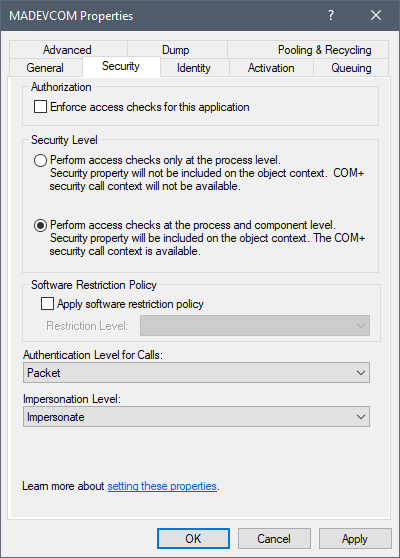 MADEVCOM Properties
?
Advanced Dump Pooling & Recycling
General Security Identity Activation Queuing
Authorization
Enforce access checks for this application
Security Level
Perform access checks only at the process level.
Security property will not be included on the object context. COM+
security call context will not be available.
Perform access checks at the process and component level.
Security property will be included on the object context. The COM+
security call context is available.
Software Restriction Policy
Apply software restriction policy
Restriction Level:
Authentication Level for Calls:
Packet
Impersonation Level:
Impersonate
Learn more about setting these properties.
OK Cancel Apply